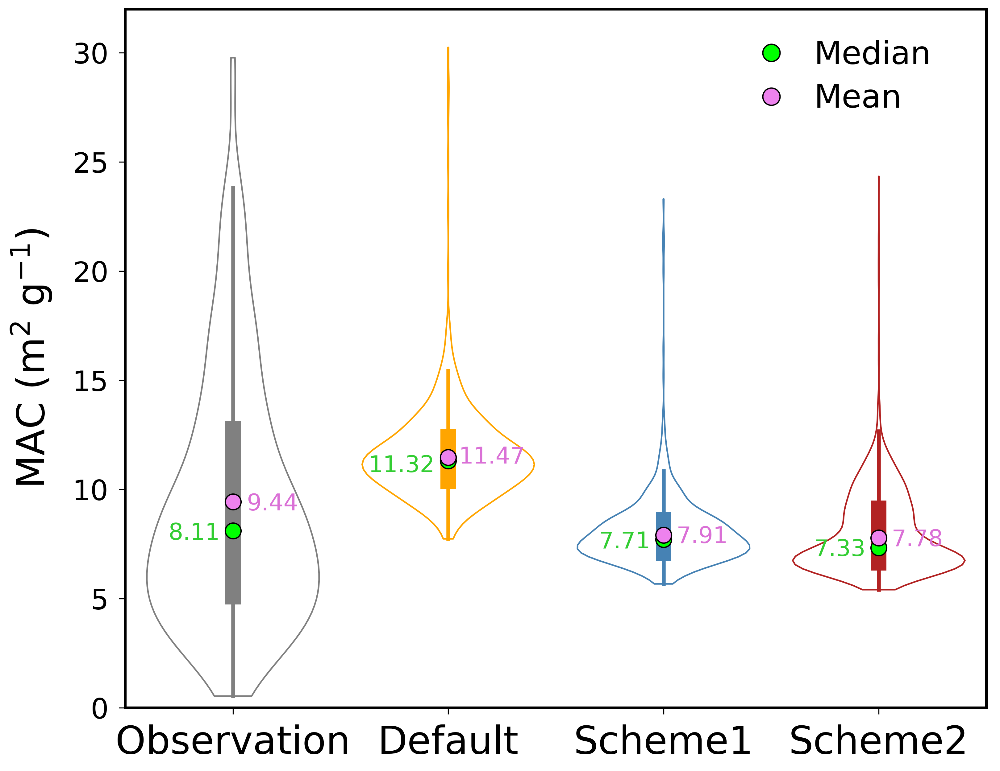 Median
Mean
MAC (m² g⁻¹)
30
25
20
15
10
5
0
11.32
11.47
9.44
8.11
7.71
7.91
7.33
7.78
Observation
Default
Scheme1
Scheme2